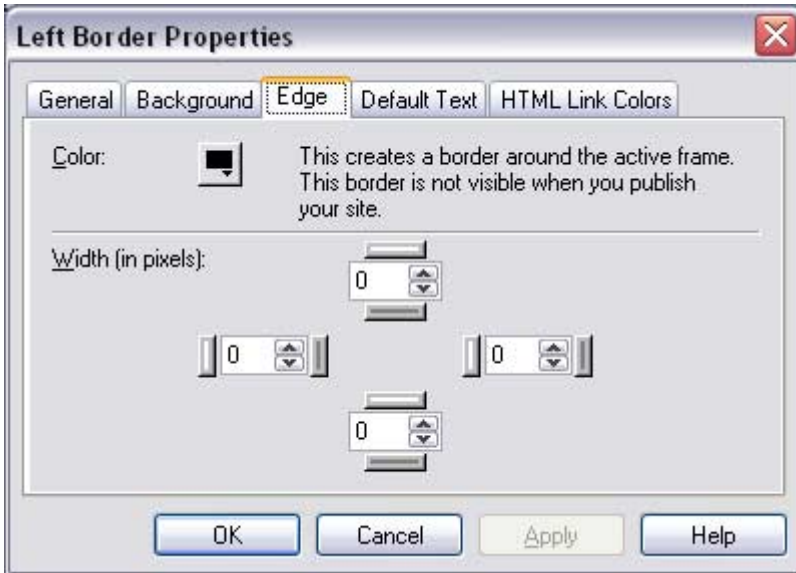 Left Border Properties
General Background Edge Default Text HTML Link Colors
Color:
This creates a border around the active frame.
This border is not visible when you publish
your site.
Width (in pixels):
0
0 0
0
OK Cancel Apply Help